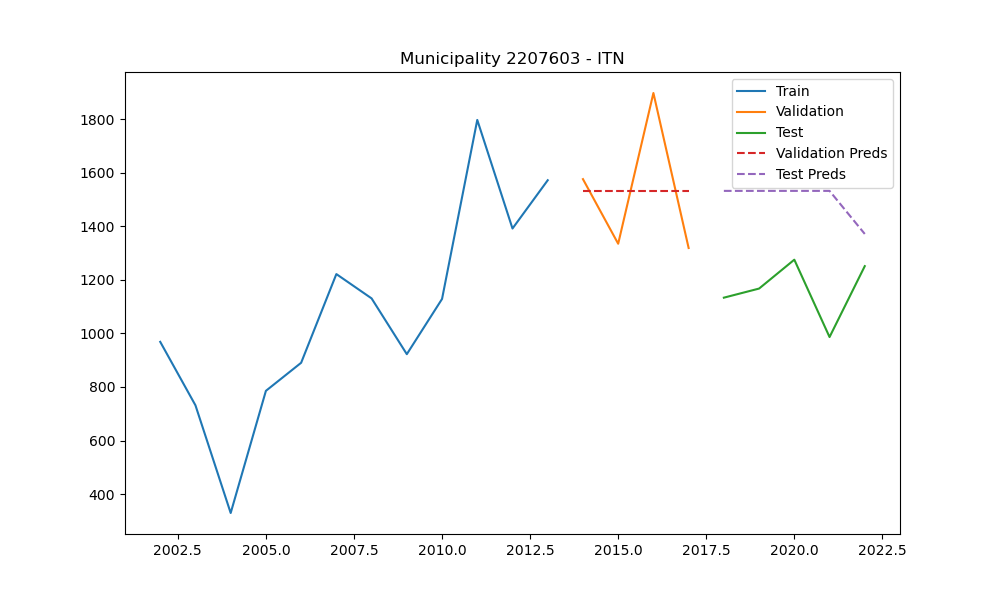 Municipality 2207603 - ITN
Train
Validation
Test
Validation Preds
Test Preds
1800
1600
1400
1200
1000
800
600
400
2002.5 2005.0 2007.5 2010.0 2012.5 2015.0 2017.5 2020.0 2022.5